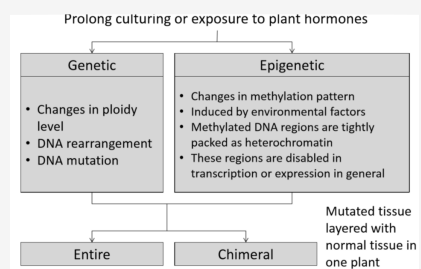 Prolong culturing or exposure to plant hormones
Genetic
• Changes in ploidy
level
• DNA rearrangement
• DNA mutation
Epigenetic
• Changes in methylation pattern
• Induced by environmental factors
• Methylated DNA regions are tightly
packed as heterochromatin
• These regions are disabled in
transcription or expression in general
Entire
Chimeral
Mutated tissue
layered with
normal tissue in
one plant